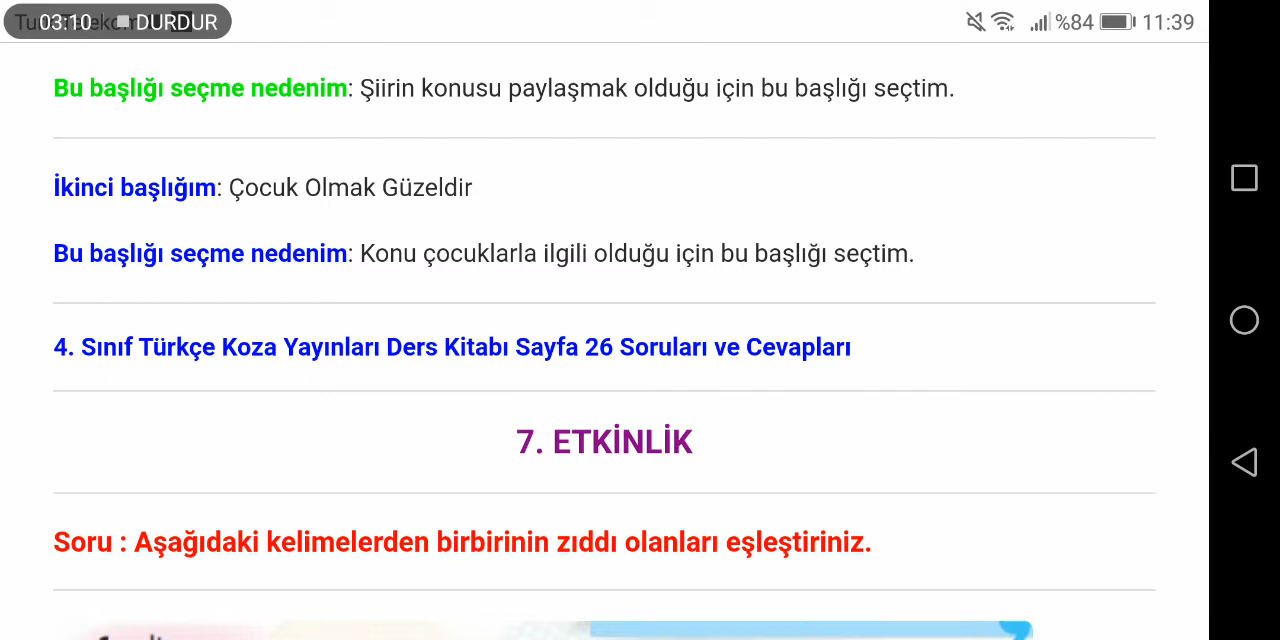 03:10 DURDUR %84 11:39
Bu başlığı seçme nedenim: Şiirin konusu paylaşmak olduğu için bu başlığı seçtim.
İkinci başlığım: Çocuk Olmak Güzeldir
Bu başlığı seçme nedenim: Konu çocuklarla ilgili olduğu için bu başlığı seçtim.
4. Sınıf Türkçe Koza Yayınları Ders Kitabı Sayfa 26 Soruları ve Cevapları
7. ETKİNLİK
Soru : Aşağıdaki kelimelerden birbirinin zıddı olanları eşleştiriniz.